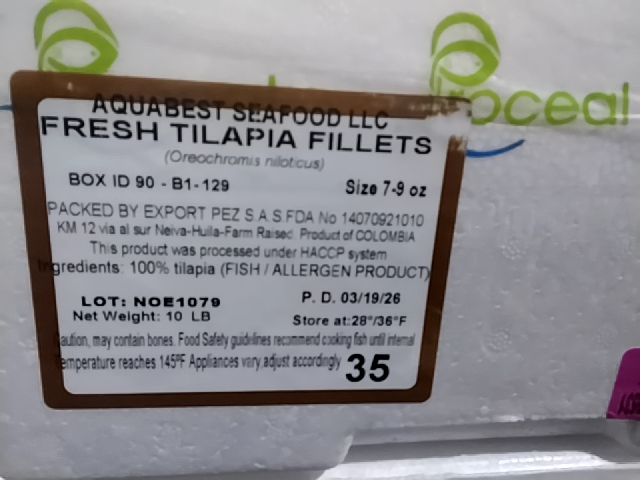 oceal
AQUABEST SEAFOOD LLC
FRESH TILAPIA FILLETS
(Oreochromis niloticus)
BOX ID 90 - B1-129
Size 7-9 oz
PACKED BY EXPORT PEZ S.A.S.FDA No 14070921010
KM 12 via al sur Neiva-Huila-Farm Raised. Product of COLOMBIA
This product was processed under HACCP system
Ingredients: 100% tilapia (FISH / ALLERGEN PRODUCT)
LOT: NOE1079
P. D. 03/19/26
Net Weight: 10 LB
Store at:28°/36°F
Caution, may contain bones. Food Safety guidelines recommend cooking fish until internal
temperature reaches 145ºF Appliances vary,adjust accordingly
35